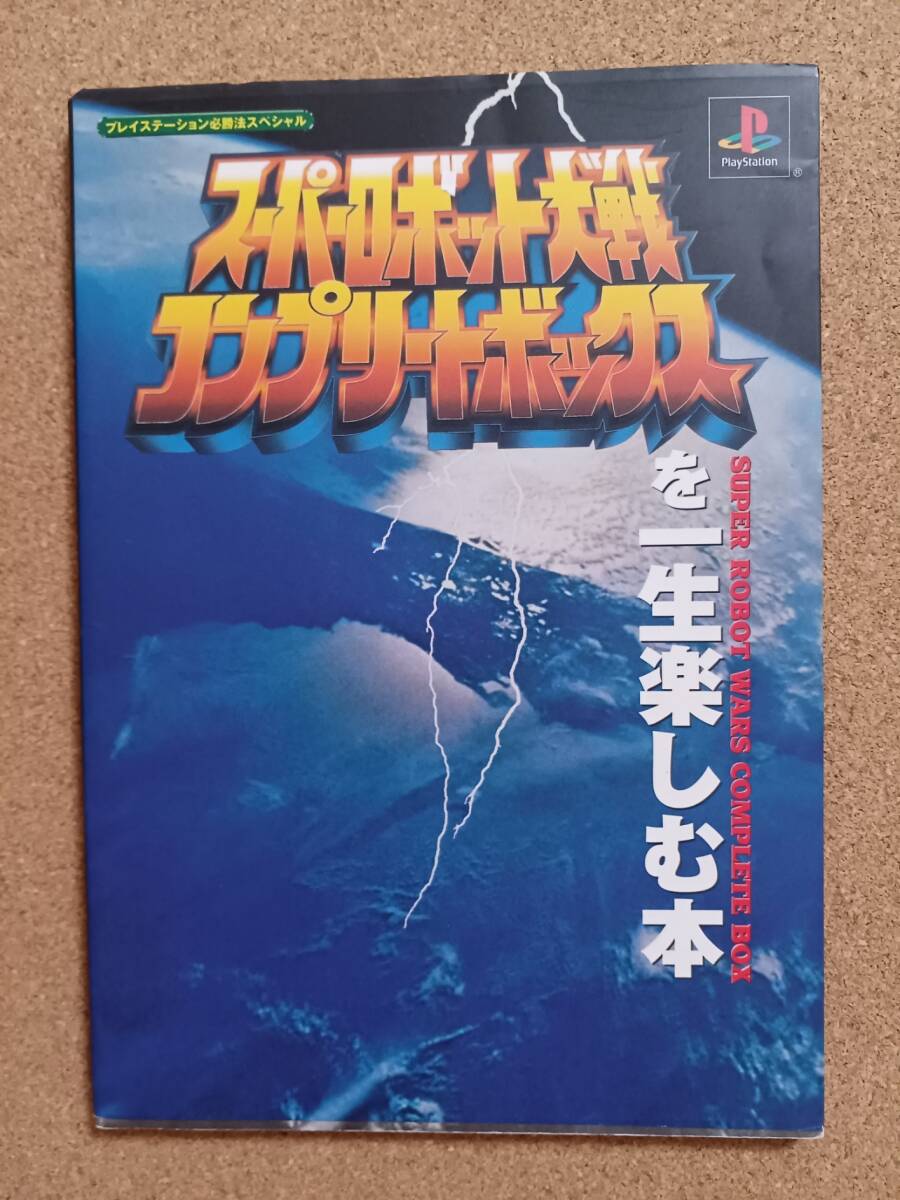 プレイステーション必勝法スペシャル
PlayStation
®
スーパーロボット大戦
コンプリートボックス
を一生楽しむ本
SUPER ROBOT WARS COMPLETE BOX